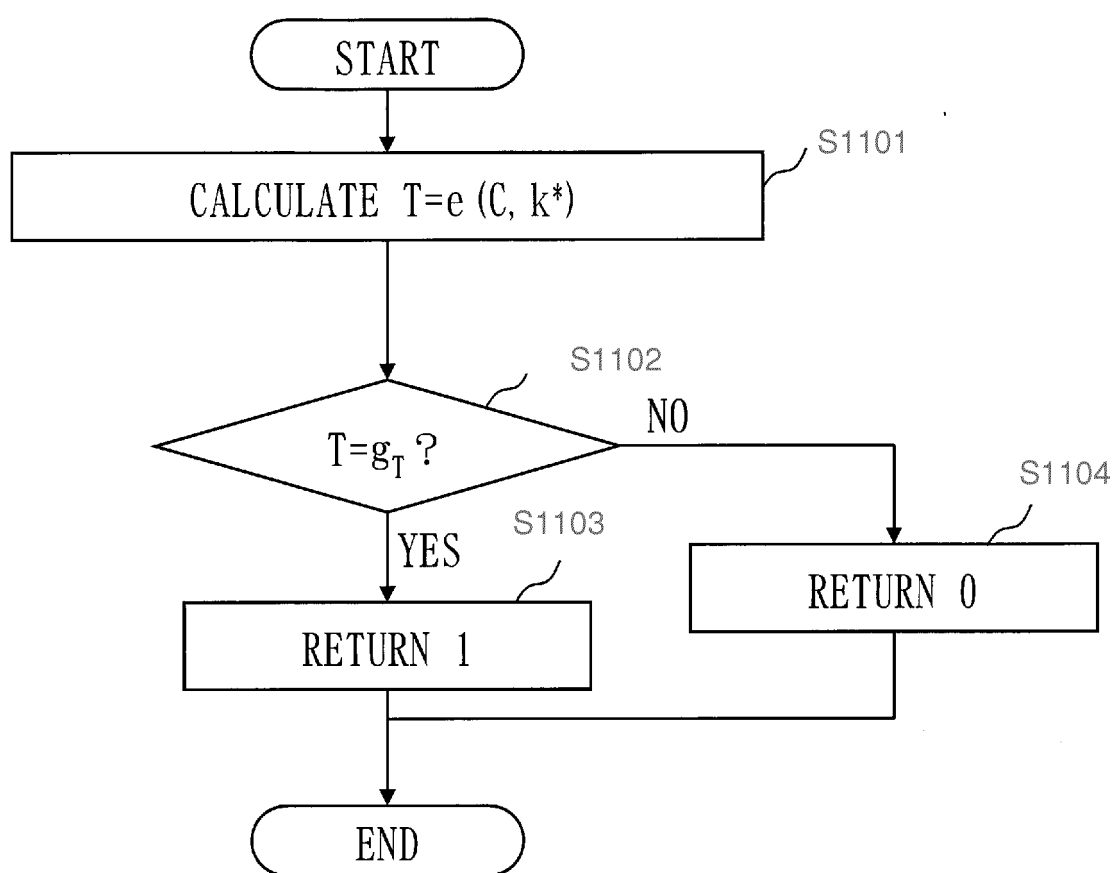 START
S1101
CALCULATE T=e (C, k*)
S1102
T=g_T ?
NO
S1104
S1103
YES
RETURN 0
RETURN 1
END